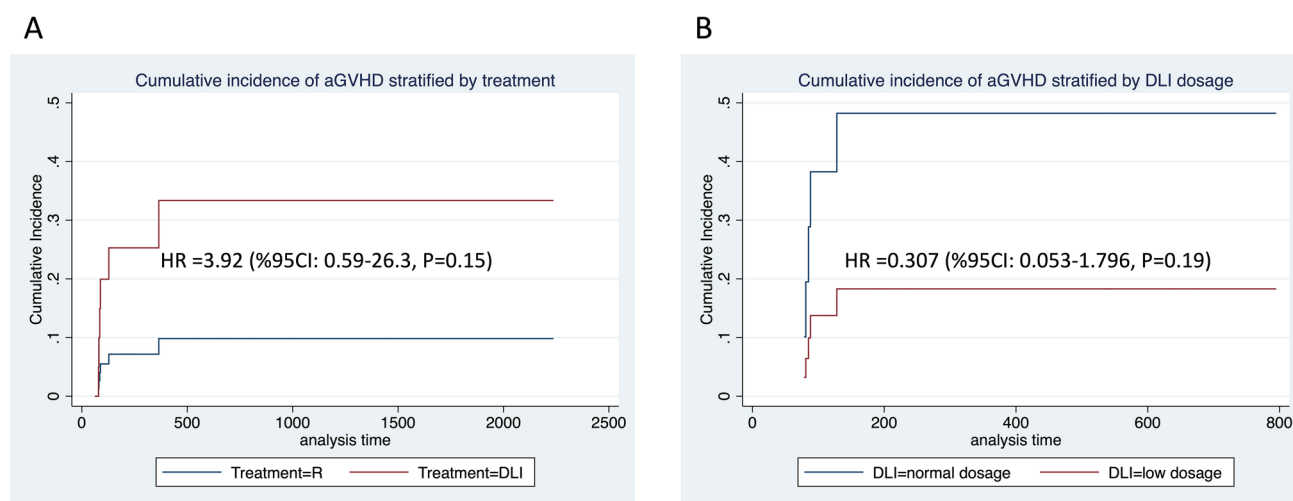 A
Cumulative incidence of aGVHD stratified by treatment
Cumulative Incidence
.5
.4
.3
.2
.1
0
HR =3.92 (%95CI: 0.59-26.3, P=0.15)
0 500 1000 1500 2000 2500
analysis time
Treatment=R Treatment=DLI
B
Cumulative incidence of aGVHD stratified by DLI dosage
Cumulative Incidence
.5
.4
.3
.2
.1
0
HR =0.307 (%95CI: 0.053-1.796, P=0.19)
0 200 400 600 800
analysis time
DLI=normal dosage DLI=low dosage